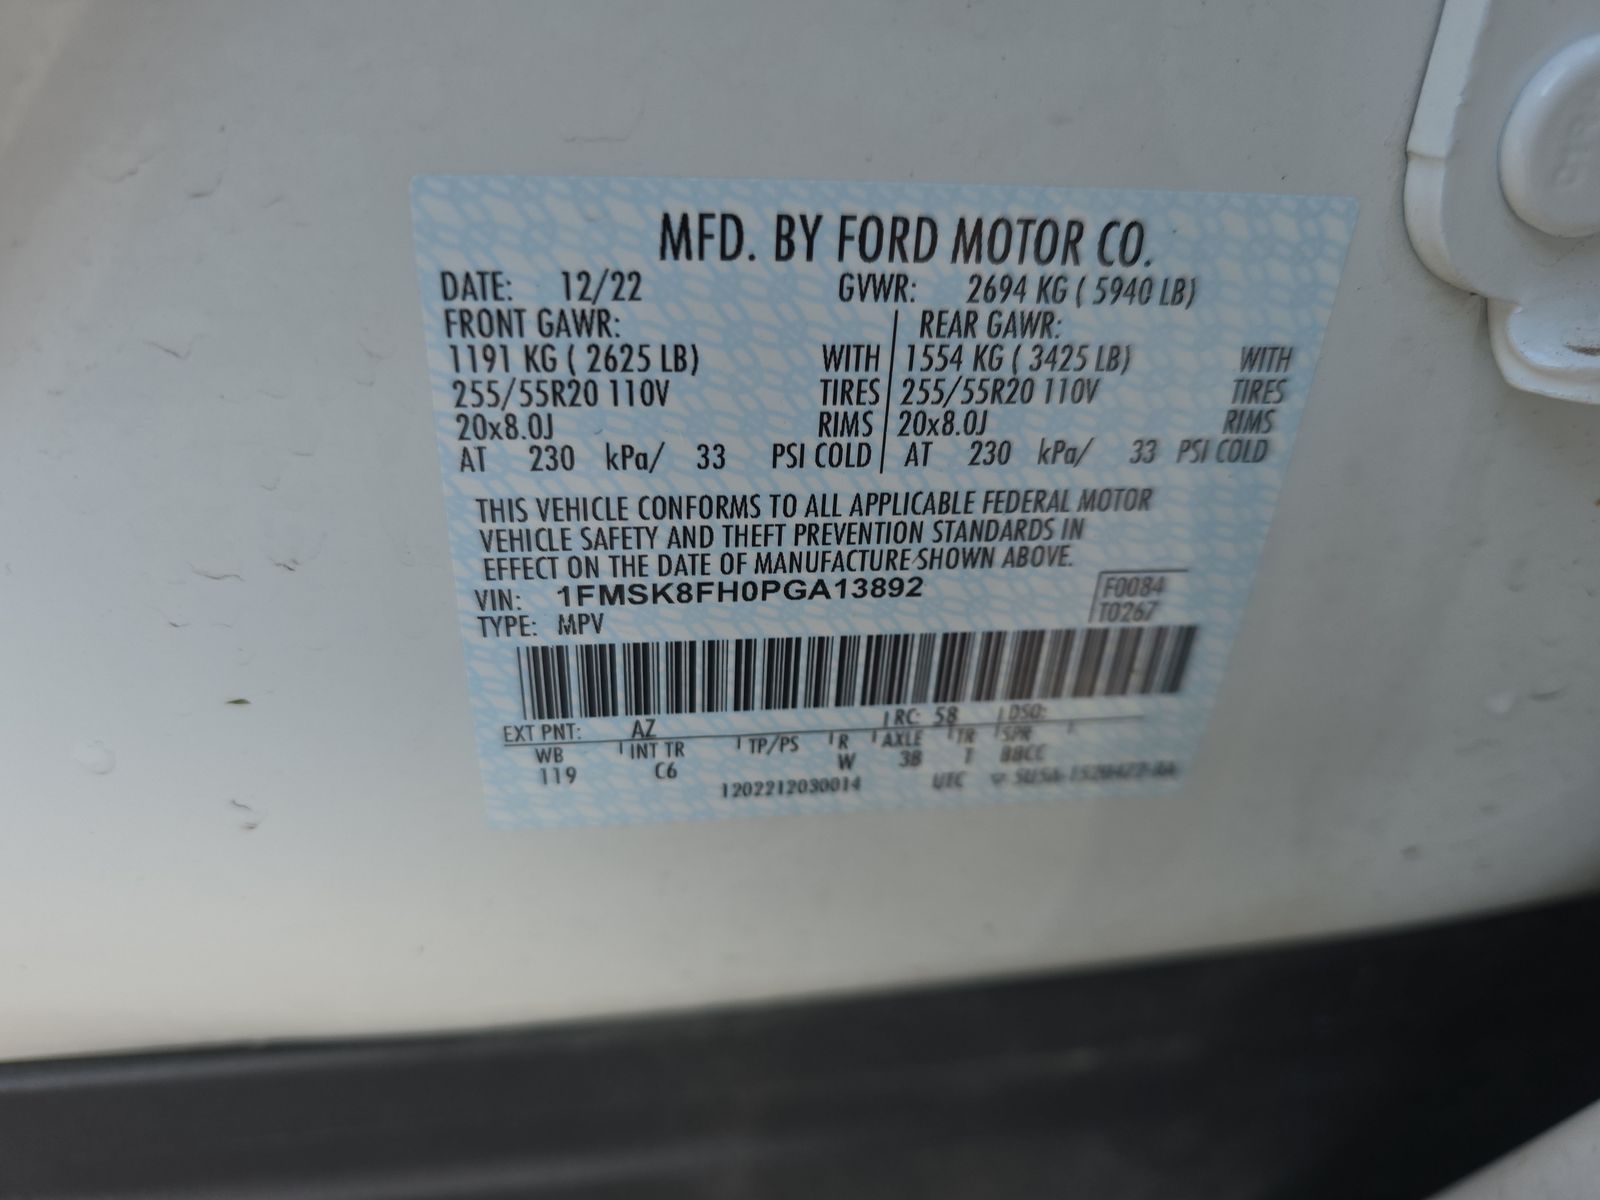 MFD. BY FORD MOTOR CO.
DATE: 12/22 GVWR: 2694 KG ( 5940 LB)
FRONT GAWR: REAR GAWR:
1191 KG ( 2625 LB) WITH 1554 KG ( 3425 LB) WITH
255/55R20 110V TIRES 255/55R20 110V TIRES
20x8.0J RIMS 20x8.0J RIMS
AT 230 kPa/ 33 PSI COLD AT 230 kPa/ 33 PSI COLD
THIS VEHICLE CONFORMS TO ALL APPLICABLE FEDERAL MOTOR
VEHICLE SAFETY AND THEFT PREVENTION STANDARDS IN
EFFECT ON THE DATE OF MANUFACTURE SHOWN ABOVE.
VIN: 1FMSK8FH0PGA13892 F0084
TYPE: MPV T0267
EXT PNT: AZ RC: 58 DSO:
WB INT TR TP/PS R AXLE TR SPR
119 C6 W 38 T 88CC
1202212030014 UTC